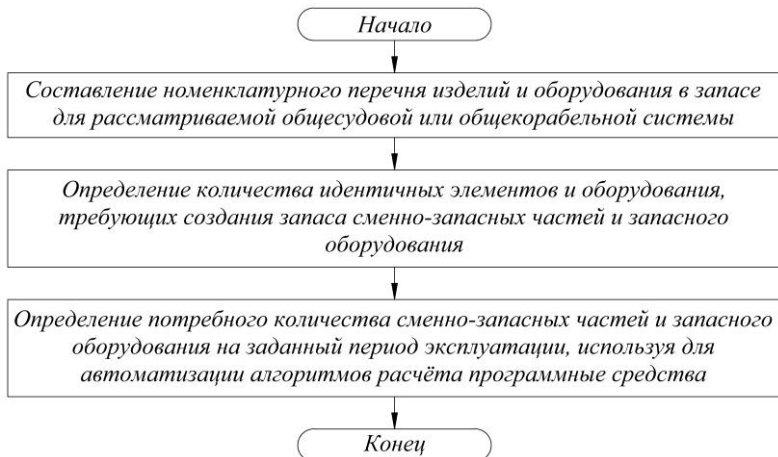 Начало
Составление номенклатурного перечня изделий и оборудования в запасе
для рассматриваемой общесудовой или общекорабельной системы
Определение количества идентичных элементов и оборудования,
требующих создания запаса сменно-запасных частей и запасного
оборудования
Определение потребного количества сменно-запасных частей и запасного
оборудования на заданный период эксплуатации, используя для
автоматизации алгоритмов расчёта программные средства
Конец